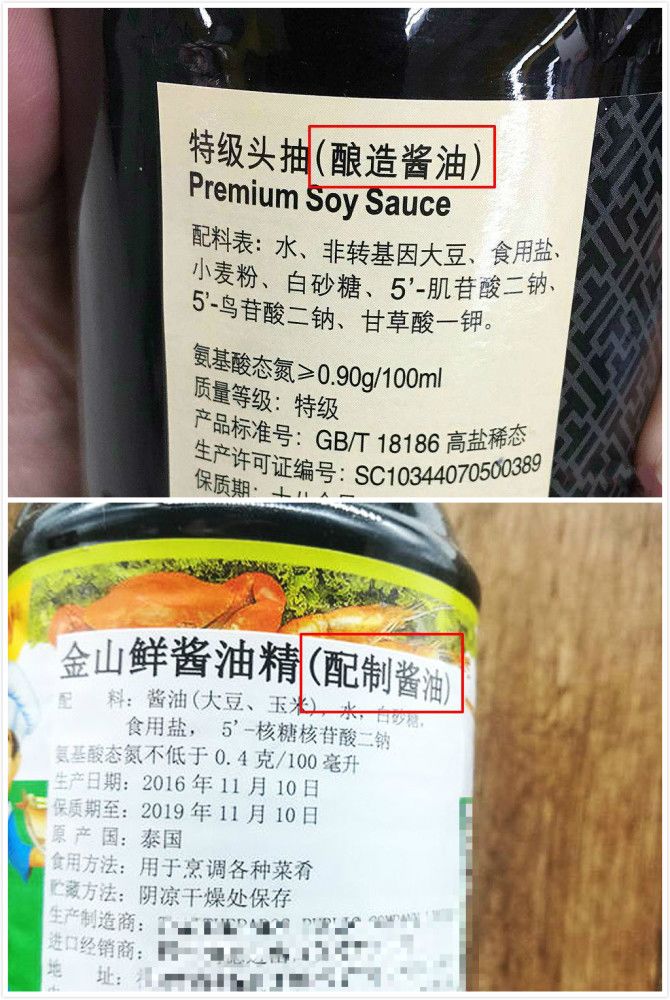 特级头抽(酿造酱油)
Premium Soy Sauce
配料表：水、非转基因大豆、食用盐、
小麦粉、白砂糖、5’-肌苷酸二钠、
5’-鸟苷酸二钠、甘草酸一钾。
氨基酸态氮≥0.90g/100ml
质量等级：特级
产品标准号：GB/T 18186 高盐稀态
生产许可证编号：SC10344070500389
保质期：十八个月
金山鲜酱油精(配制酱油)
配 料：酱油(大豆、玉米)，水，白砂糖，
食用盐，5’-核糖核苷酸二钠
氨基酸态氮不低于0.4克/100毫升
生产日期：2016年11月10日
保质期至：2019年11月10日
原 产 国：泰国
食用方法：用于烹调各种菜肴
贮藏方法：阴凉干燥处保存
生产制造商：
进口经销商：
地 址：